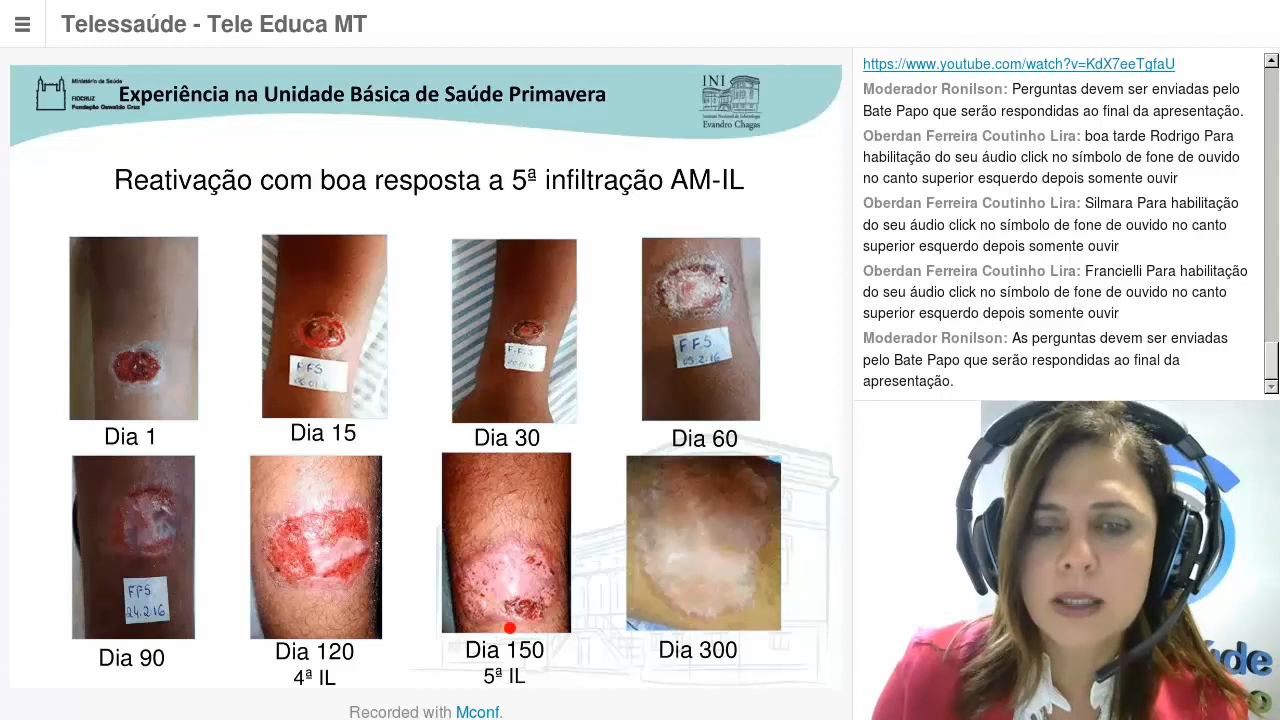 Telessaúde - Tele Educa MT
Ministério da Saúde
FIOCRUZ
Fundação Oswaldo Cruz
Experiência na Unidade Básica de Saúde Primavera
INI
Evandro Chagas
Reativação com boa resposta a 5ª infiltração AM-IL
FFS
FFS
Dia 1
Dia 15
Dia 30
Dia 60
FFS
24.2.16
Dia 90
Dia 120
4ª IL
Dia 150
5ª IL
Dia 300
Recorded with Mconf.
https://www.youtube.com/watch?v=KdX7eeTgfaU
Moderador Ronilson: Perguntas devem ser enviadas pelo
Bate Papo que serão respondidas ao final da apresentação.
Oberdan Ferreira Coutinho Lira: boa tarde Rodrigo Para
habilitação do seu áudio click no símbolo de fone de ouvido
no canto superior esquerdo depois somente ouvir
Oberdan Ferreira Coutinho Lira: Silmara Para habilitação
do seu áudio click no símbolo de fone de ouvido no canto
superior esquerdo depois somente ouvir
Oberdan Ferreira Coutinho Lira: Francielli Para habilitação
do seu áudio click no símbolo de fone de ouvido no canto
superior esquerdo depois somente ouvir
Moderador Ronilson: As perguntas devem ser enviadas
pelo Bate Papo que serão respondidas ao final da
apresentação.